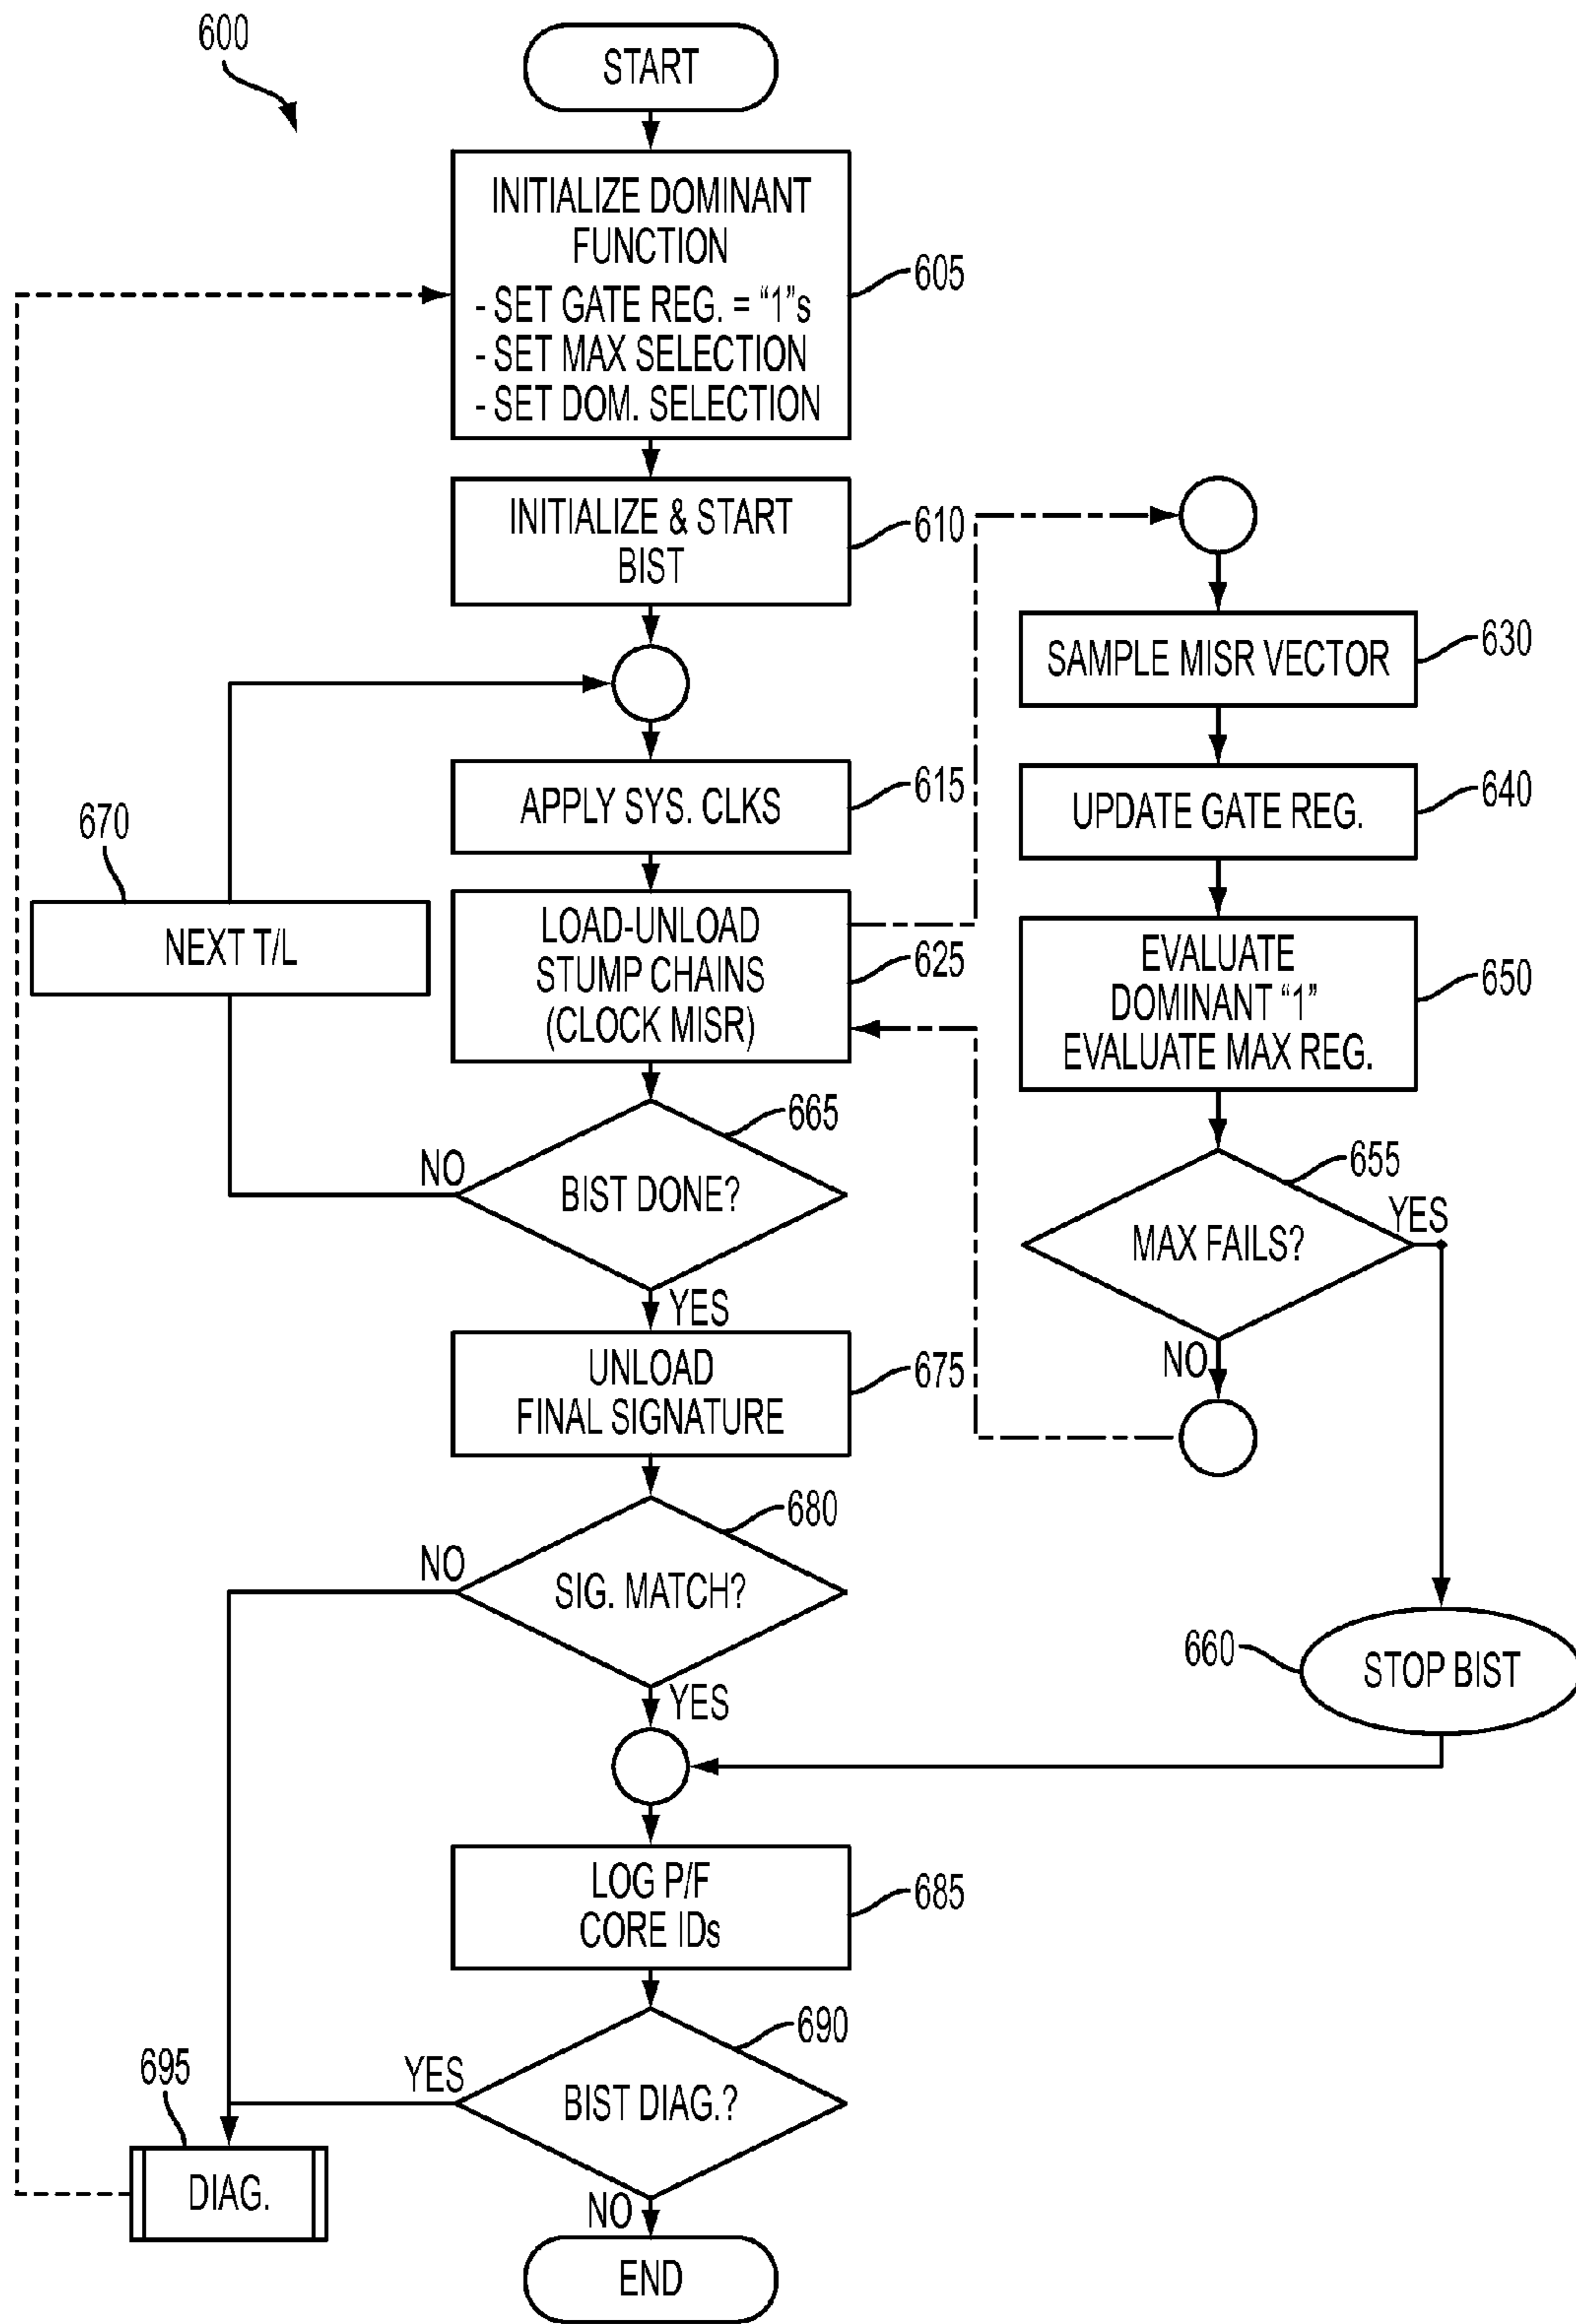 600
START
INITIALIZE DOMINANT
FUNCTION
- SET GATE REG. = “1”s
- SET MAX SELECTION
- SET DOM. SELECTION
605
INITIALIZE & START
BIST
610
SAMPLE MISR VECTOR
630
APPLY SYS. CLKS
615
UPDATE GATE REG.
640
670
NEXT T/L
LOAD-UNLOAD
STUMP CHAINS
(CLOCK MISR)
625
EVALUATE
DOMINANT “1”
EVALUATE MAX REG.
650
665
NO
BIST DONE?
YES
655
MAX FAILS?
YES
NO
UNLOAD
FINAL SIGNATURE
675
680
NO
SIG. MATCH?
YES
660
STOP BIST
LOG P/F
CORE IDs
685
690
YES
BIST DIAG.?
NO
695
DIAG.
END